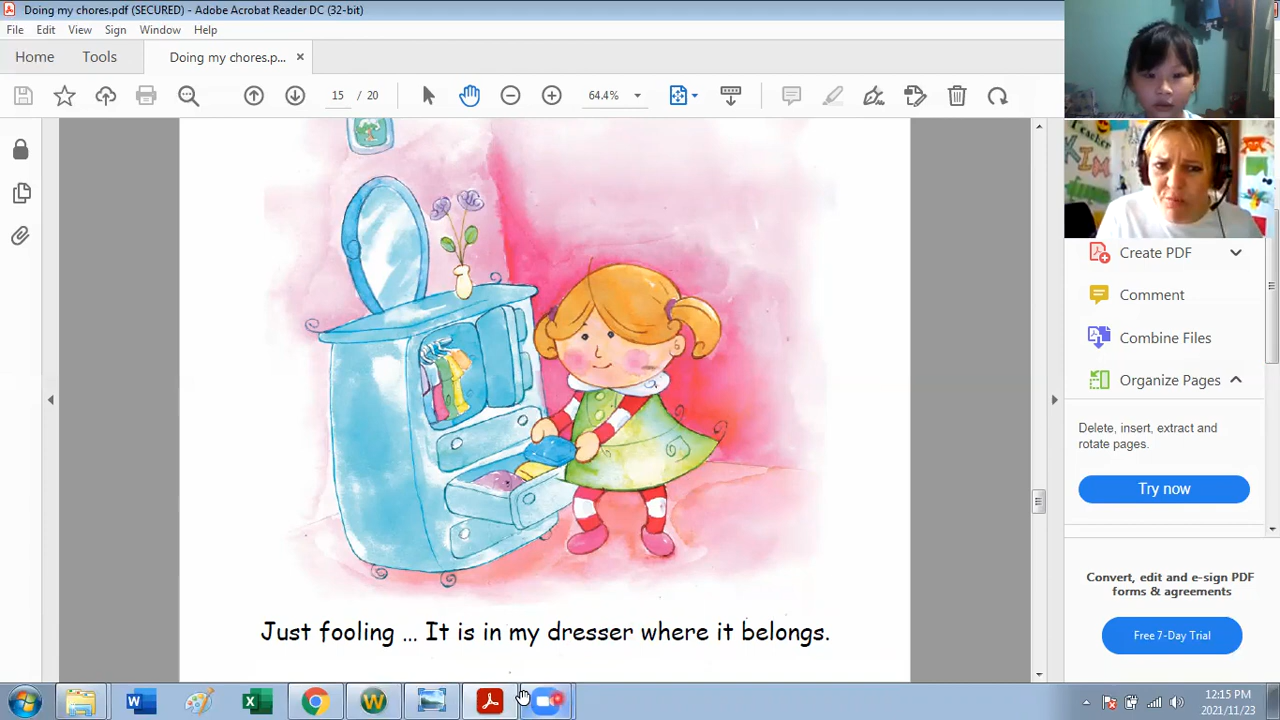 Doing my chores.pdf (SECURED) - Adobe Acrobat Reader DC (32-bit)
File Edit View Sign Window Help
Home Tools Doing my chores.p... ×
15 / 20 64.4%
Teacher
KIM
Create PDF
Comment
Combine Files
Organize Pages
Delete, insert, extract and
rotate pages.
Try now
Convert, edit and e-sign PDF
forms & agreements
Free 7-Day Trial
Just fooling ... It is in my dresser where it belongs.
12:15 PM
2021/11/23